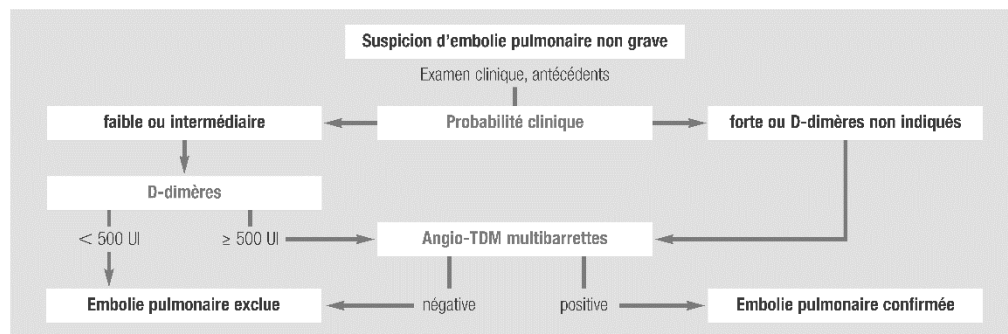 Suspicion d'embolie pulmonaire non grave
Examen clinique, antécédents
faible ou intermédiaire
Probabilité clinique
forte ou D-dimères non indiqués
D-dimères
< 500 UI
≥ 500 UI
Angio-TDM multibarrettes
Embolie pulmonaire exclue
négative
positive
Embolie pulmonaire confirmée